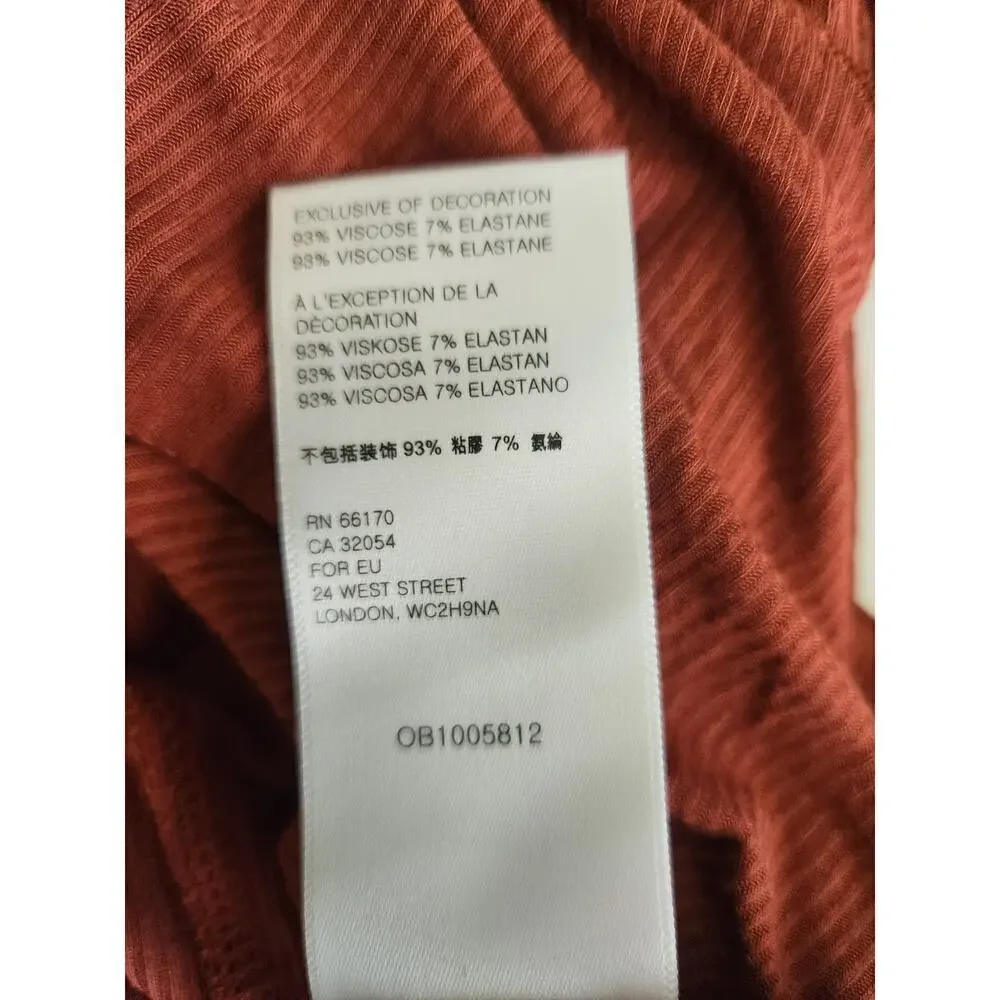 EXCLUSIVE OF DECORATION
93% VISCOSE 7% ELASTANE
93% VISCOSE 7% ELASTANE
À L'EXCEPTION DE LA
DÉCORATION
93% VISKOSE 7% ELASTAN
93% VISCOSA 7% ELASTAN
93% VISCOSA 7% ELASTANO
不包括装饰 93% 粘膠 7% 氨綸
RN 66170
CA 32054
FOR EU
24 WEST STREET
LONDON, WC2H9NA
OB1005812